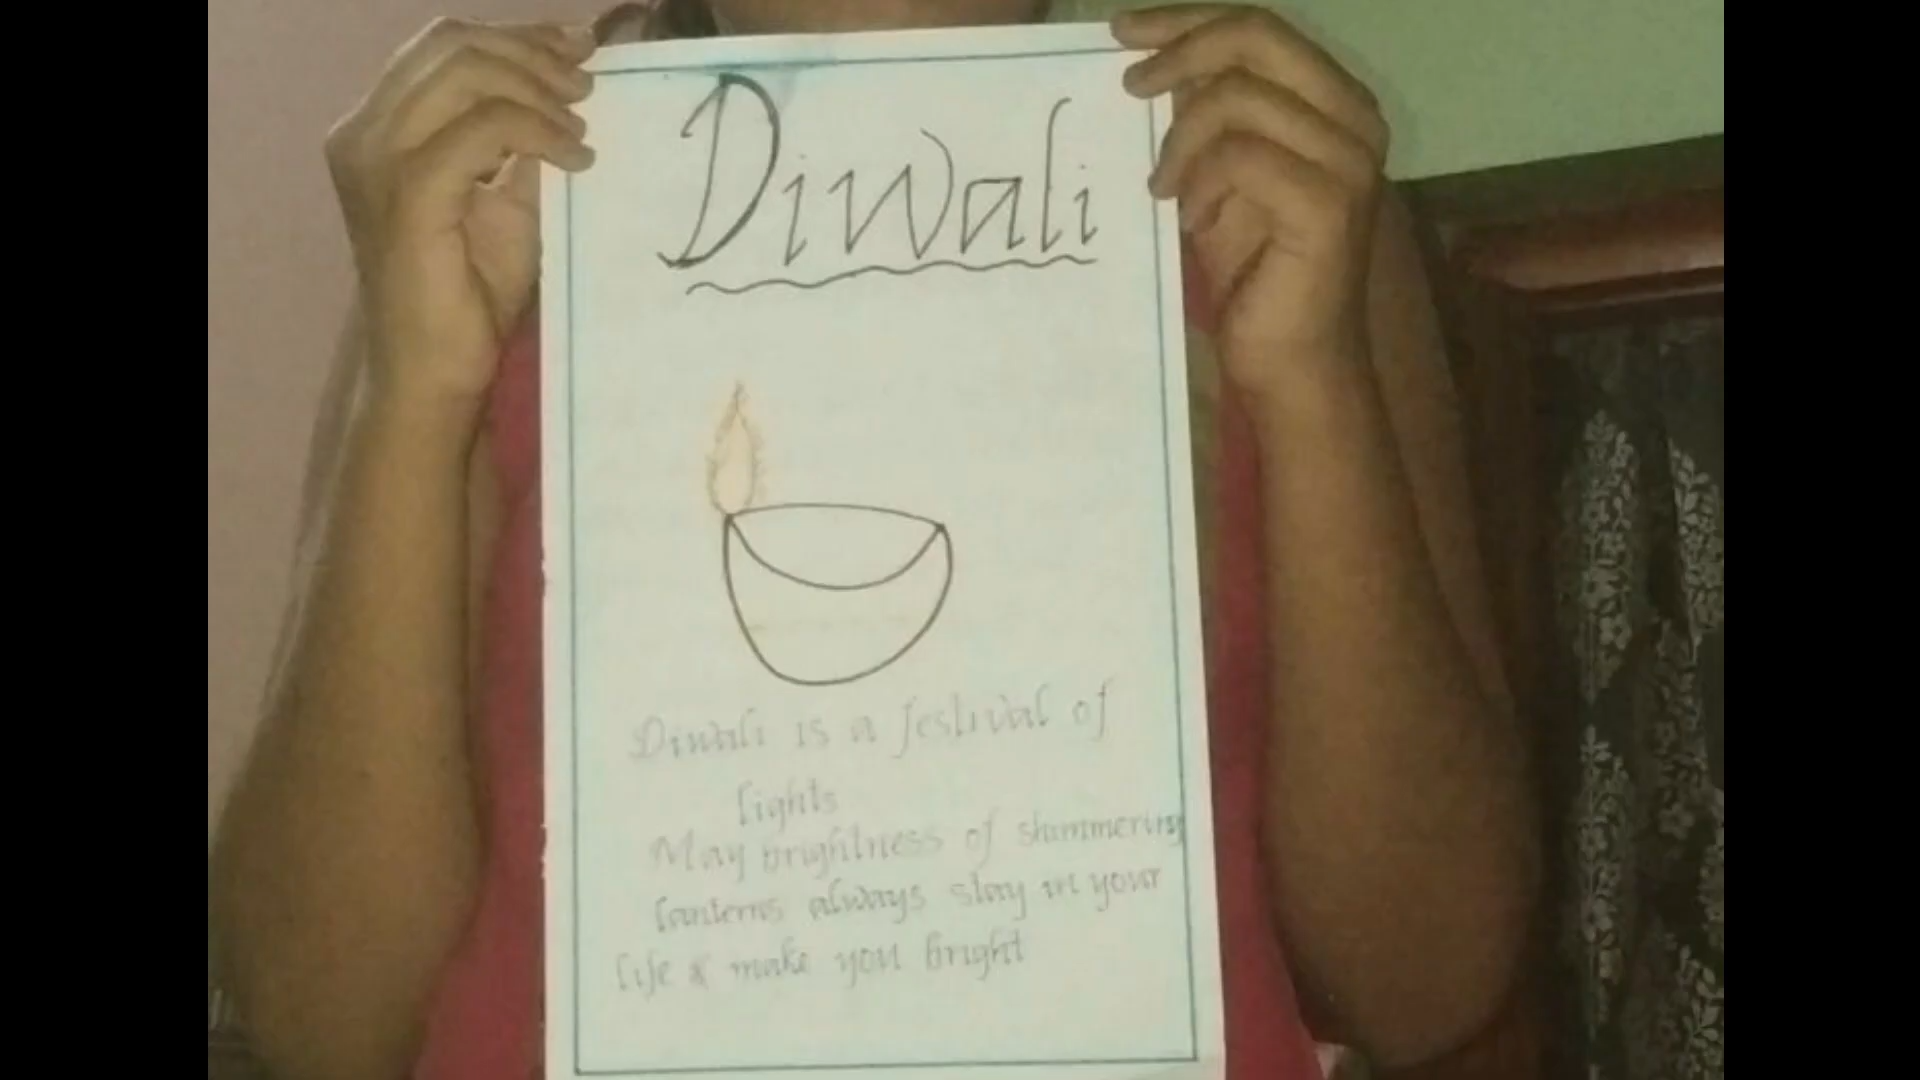 Diwali
Diwali is a festival of
lights
May brightness of shimmering
lanterns always stay in your
life & make you bright